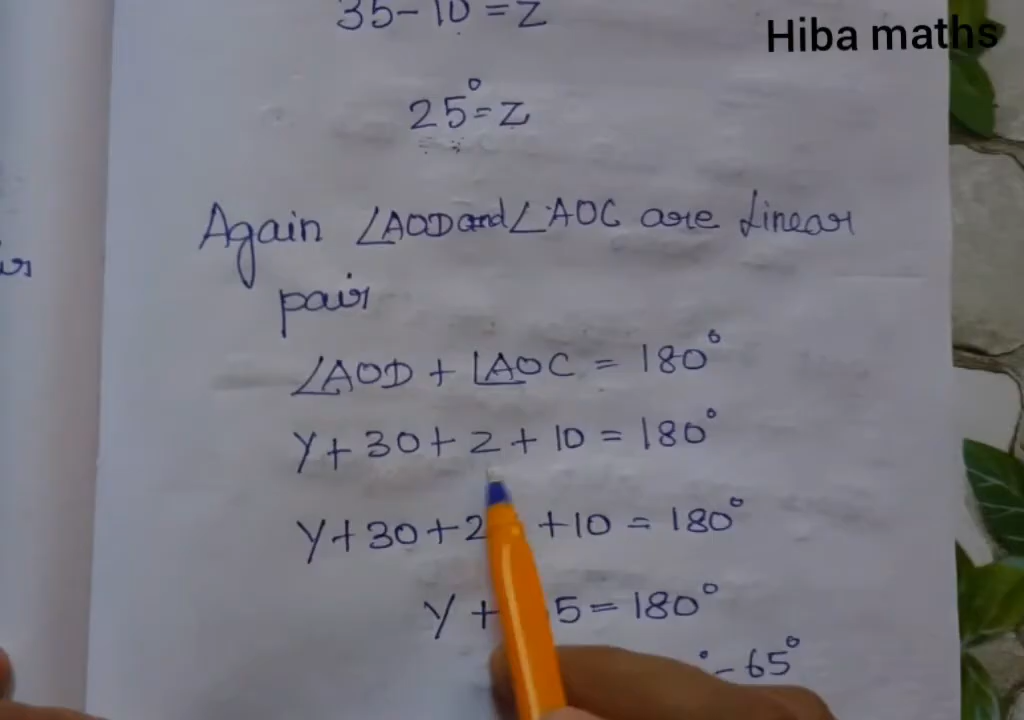 35-10=z
Hiba maths
25°=z
Again ∠AOD and ∠AOC are Linear
pair
∠AOD + ∠AOC = 180°
y+30+z+10=180°
y+30+2 +10=180°
y+ 5=180°
°-65°